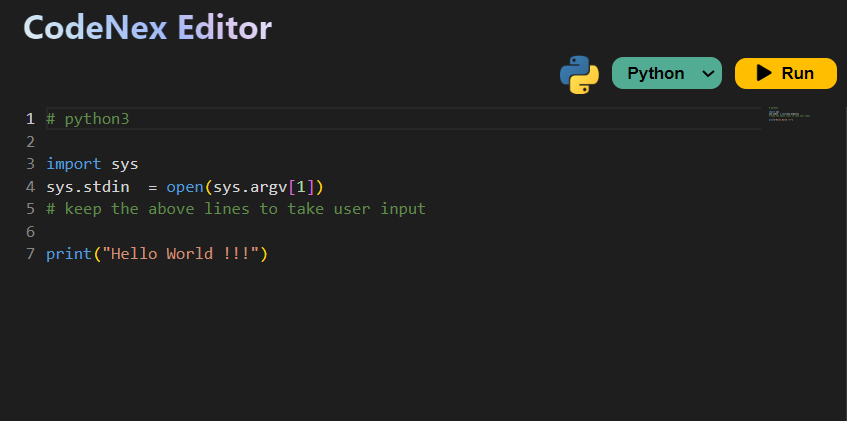 CodeNex Editor
Python
Run
1 # python3
2
3 import sys
4 sys.stdin  = open(sys.argv[1])
5 # keep the above lines to take user input
6
7 print("Hello World !!!")